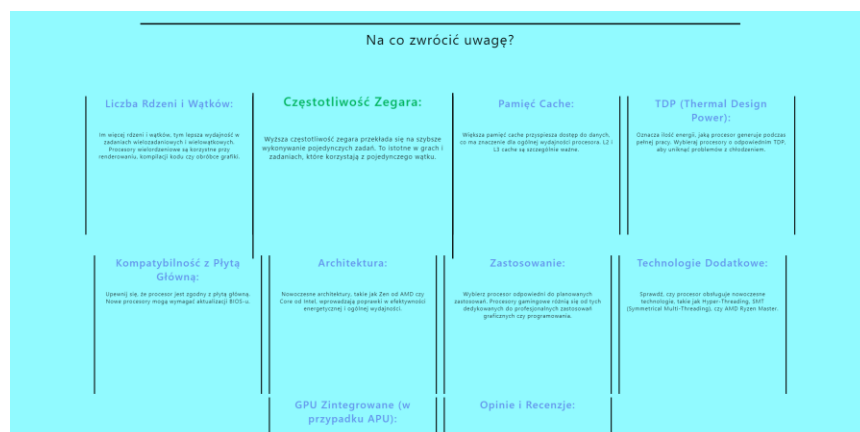 Na co zwrócić uwagę?
Liczba Rdzeni i Wątków:
Im więcej rdzeni i wątków, tym lepsza wydajność w
zadaniach wielozadaniowych i wielowątkowych.
Procesory wielordzeniowe są korzystne przy
renderowaniu, kompilacji kodu czy obróbce grafiki.
Częstotliwość Zegara:
Wyższa częstotliwość zegara przekłada się na szybsze
wykonywanie pojedynczych zadań. To istotne w grach i
zadaniach, które korzystają z pojedynczego wątku.
Pamięć Cache:
Większa pamięć cache przyspiesza dostęp do danych,
co ma znaczenie dla ogólnej wydajności procesora. L2 i
L3 cache są szczególnie ważne.
TDP (Thermal Design
Power):
Oznacza ilość energii, jaką procesor generuje podczas
pełnej pracy. Wybieraj procesory o odpowiednim TDP,
aby uniknąć problemów z chłodzeniem.
Kompatybilność z Płytą
Główną:
Upewnij się, że procesor jest zgodny z płytą główną.
Nowe procesory mogą wymagać aktualizacji BIOS-u.
Architektura:
Nowoczesne architektury, takie jak Zen od AMD czy
Core od Intel, wprowadzają poprawki w efektywności
energetycznej i ogólnej wydajności.
Zastosowanie:
Wybierz procesor odpowiedni do planowanych
zastosowań. Procesory gamingowe różnią się od tych
dedykowanych do profesjonalnych zastosowań
graficznych czy programowania.
Technologie Dodatkowe:
Sprawdź, czy procesor obsługuje nowoczesne
technologie, takie jak Hyper-Threading, SMT
(Symmetrical Multi-Threading), czy AMD Ryzen Master.
GPU Zintegrowane (w
przypadku APU):
Opinie i Recenzje: